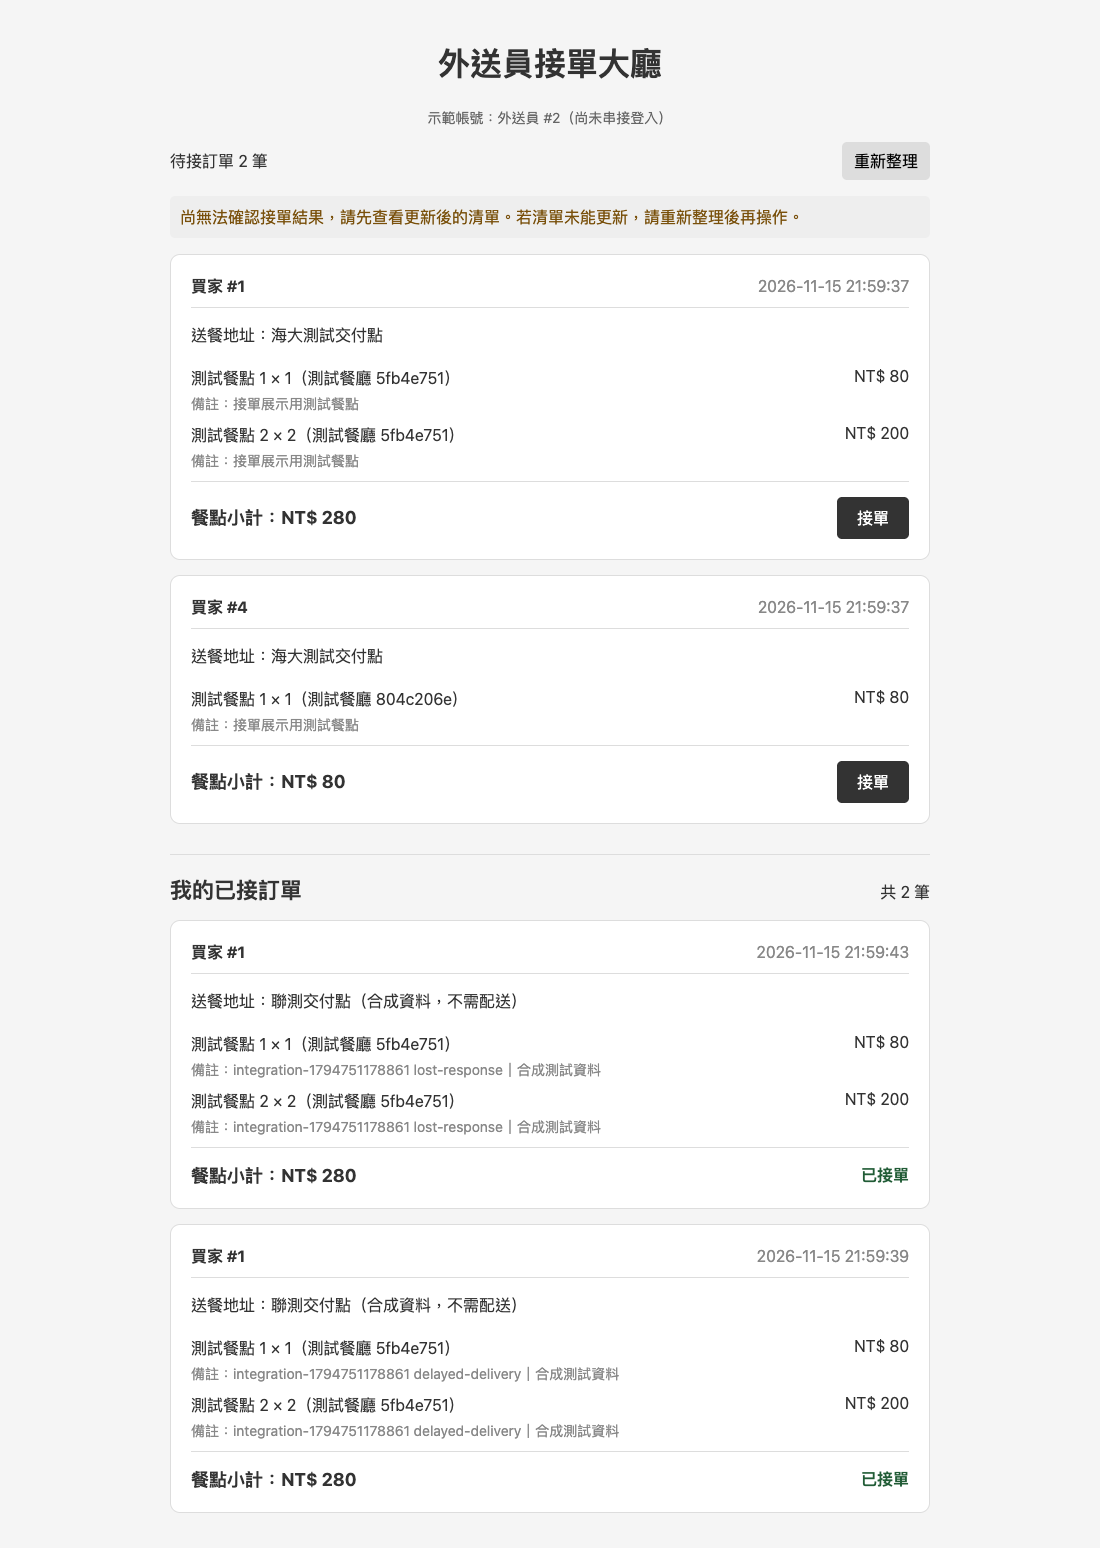 外送員接單大廳
示範帳號：外送員 #2（尚未串接登入）
待接訂單 2 筆
重新整理
尚無法確認接單結果，請先查看更新後的清單。若清單未能更新，請重新整理後再操作。
買家 #1
2026-11-15 21:59:37
送餐地址：海大測試交付點
測試餐點 1 × 1（測試餐廳 5fb4e751）
NT$ 80
備註：接單展示用測試餐點
測試餐點 2 × 2（測試餐廳 5fb4e751）
NT$ 200
備註：接單展示用測試餐點
餐點小計：NT$ 280
接單
買家 #4
2026-11-15 21:59:37
送餐地址：海大測試交付點
測試餐點 1 × 1（測試餐廳 804c206e）
NT$ 80
備註：接單展示用測試餐點
餐點小計：NT$ 80
接單
我的已接訂單
共 2 筆
買家 #1
2026-11-15 21:59:43
送餐地址：聯測交付點（合成資料，不需配送）
測試餐點 1 × 1（測試餐廳 5fb4e751）
NT$ 80
備註：integration-1794751178861 lost-response｜合成測試資料
測試餐點 2 × 2（測試餐廳 5fb4e751）
NT$ 200
備註：integration-1794751178861 lost-response｜合成測試資料
餐點小計：NT$ 280
已接單
買家 #1
2026-11-15 21:59:39
送餐地址：聯測交付點（合成資料，不需配送）
測試餐點 1 × 1（測試餐廳 5fb4e751）
NT$ 80
備註：integration-1794751178861 delayed-delivery｜合成測試資料
測試餐點 2 × 2（測試餐廳 5fb4e751）
NT$ 200
備註：integration-1794751178861 delayed-delivery｜合成測試資料
餐點小計：NT$ 280
已接單